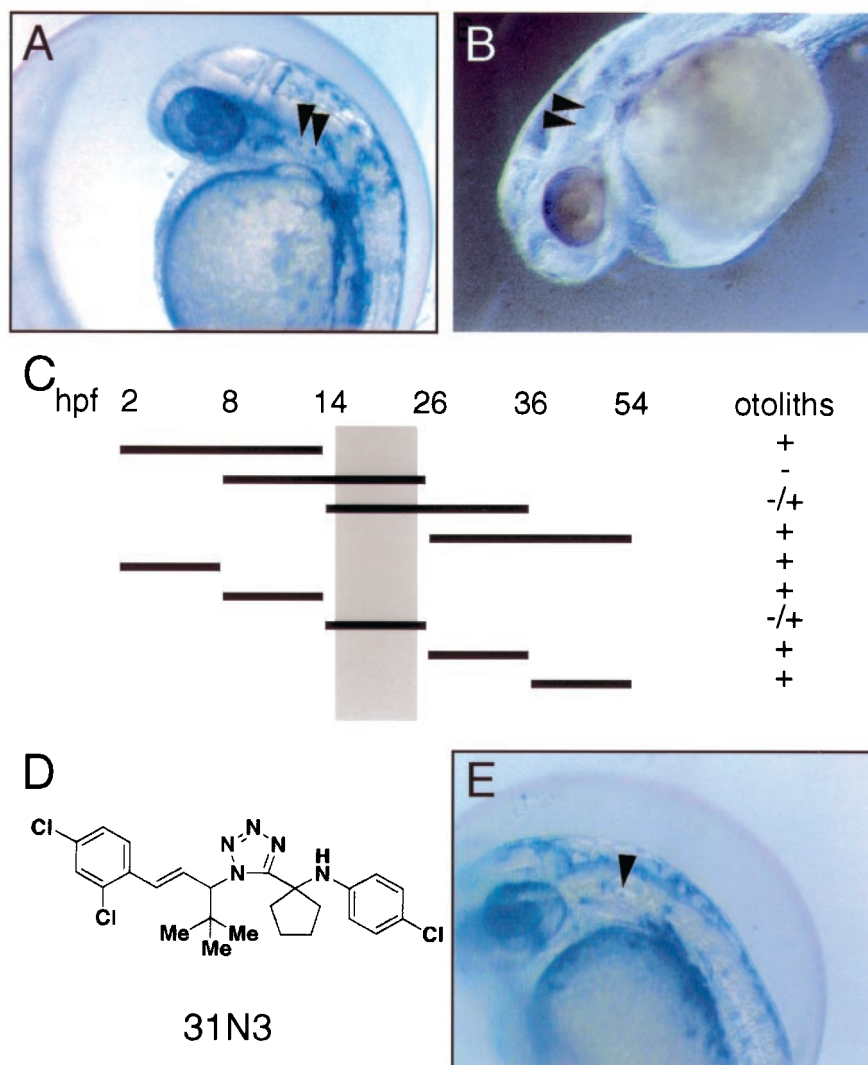 A
B
C
hpf 2 8 14 26 36 54 otoliths
+
-
-/+
+
+
+
-/+
+
+
D
Cl
Cl
N N N N
H
N
Me Me
Me
Cl
31N3
E